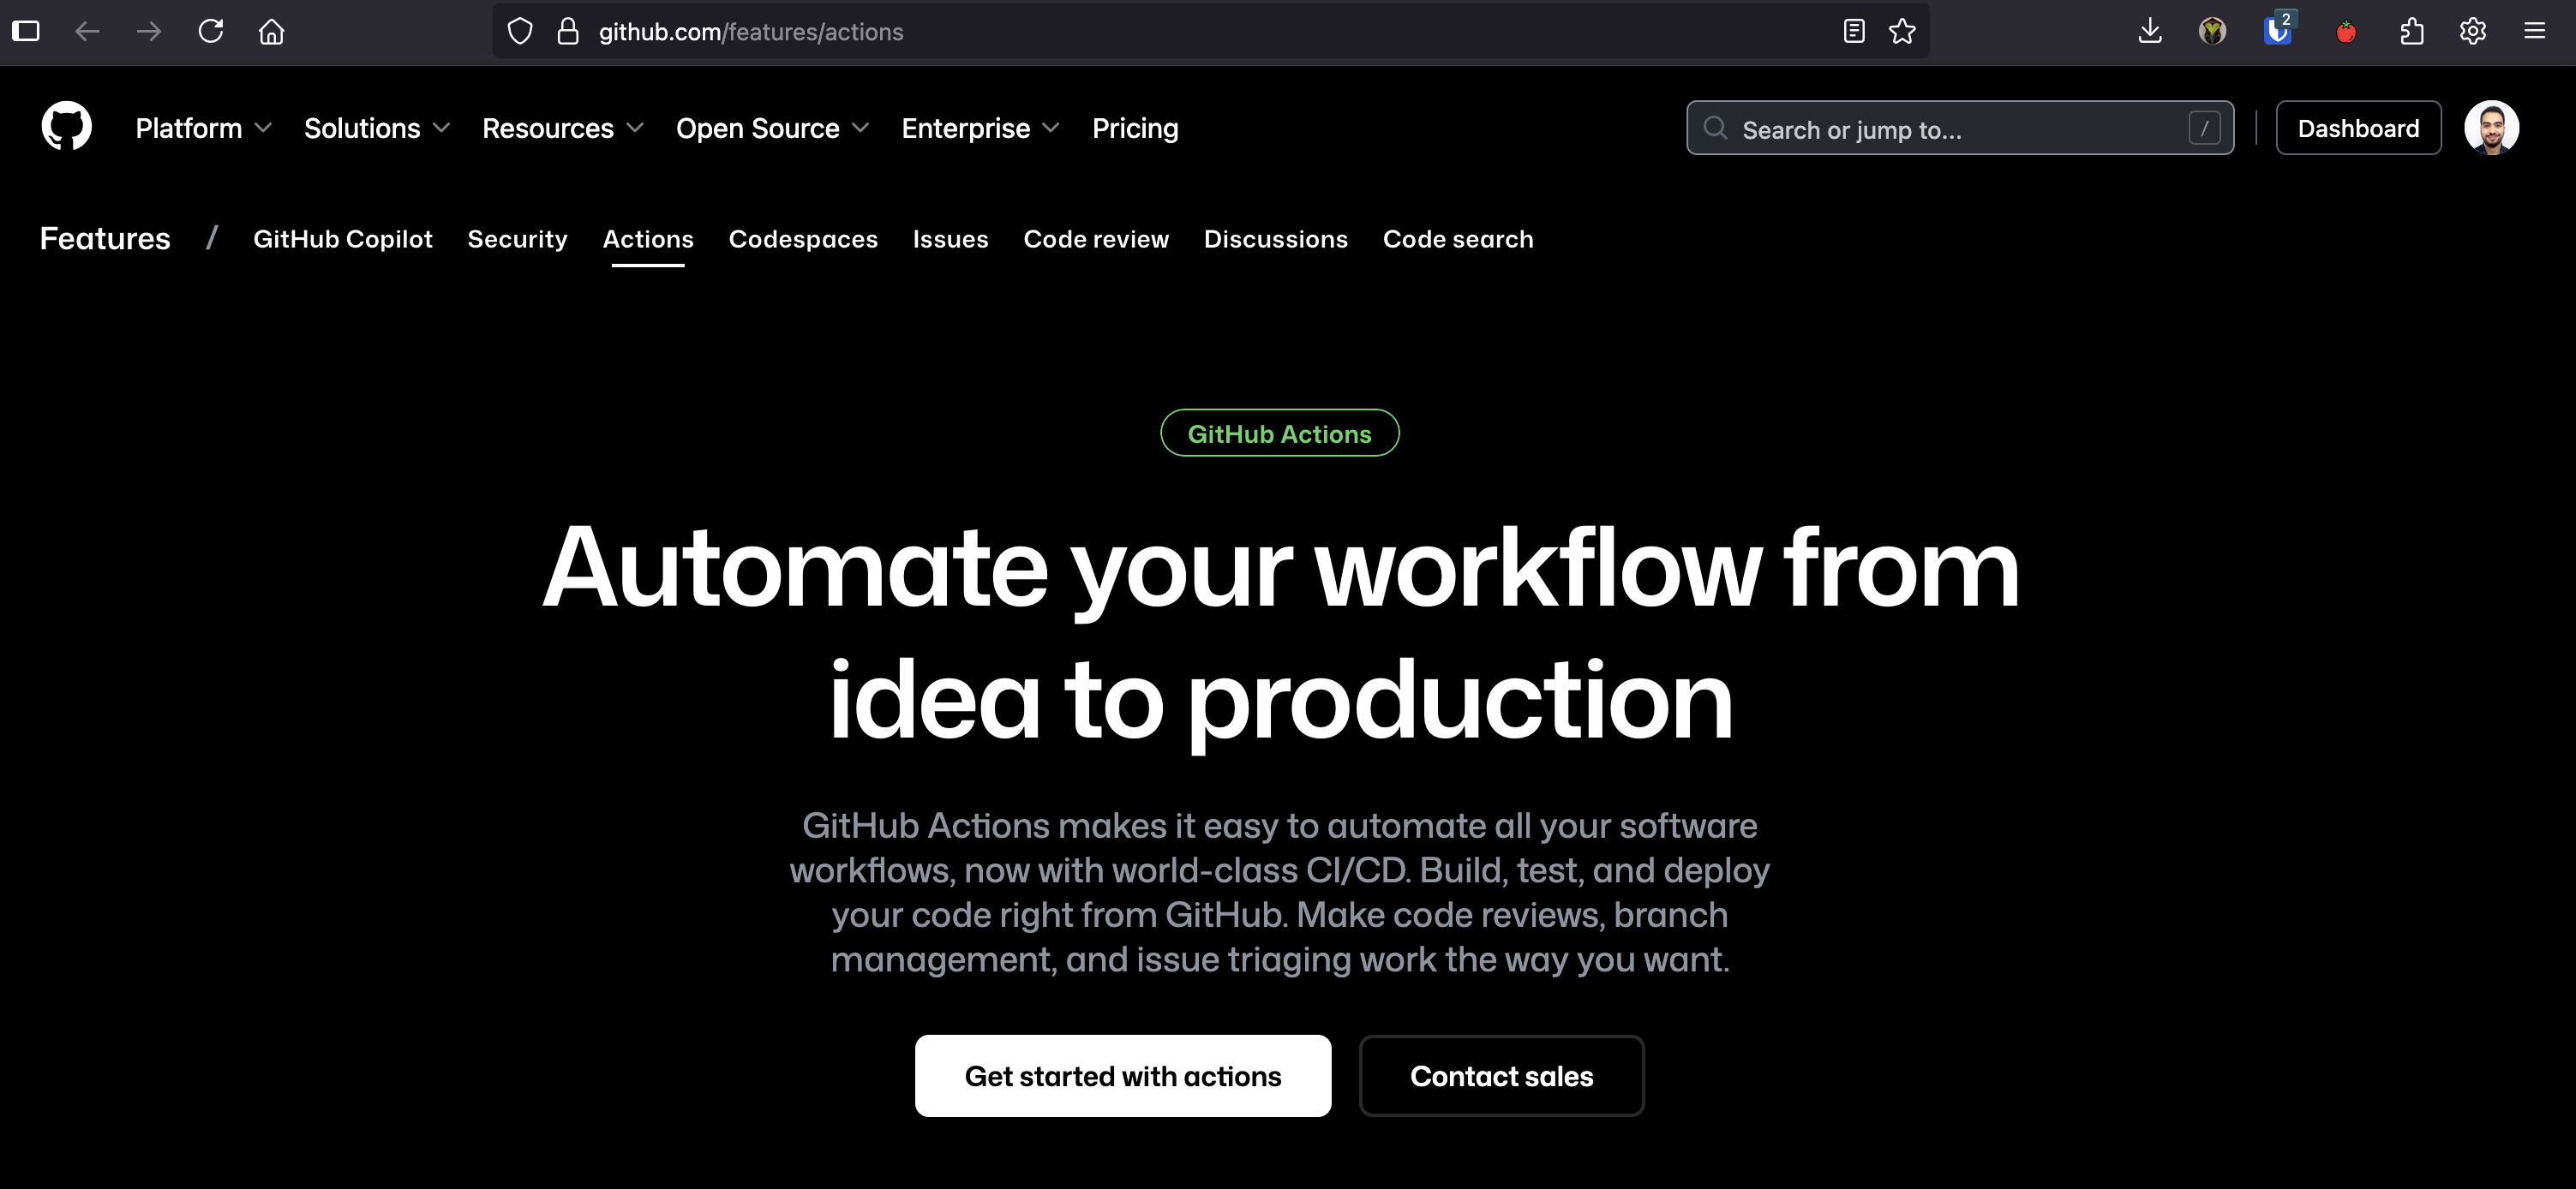 github.com/features/actions
2
Platform Solutions Resources Open Source Enterprise Pricing
Search or jump to... /
Dashboard
Features / GitHub Copilot Security Actions Codespaces Issues Code review Discussions Code search
GitHub Actions
Automate your workflow from
idea to production
GitHub Actions makes it easy to automate all your software
workflows, now with world-class CI/CD. Build, test, and deploy
your code right from GitHub. Make code reviews, branch
management, and issue triaging work the way you want.
Get started with actions
Contact sales